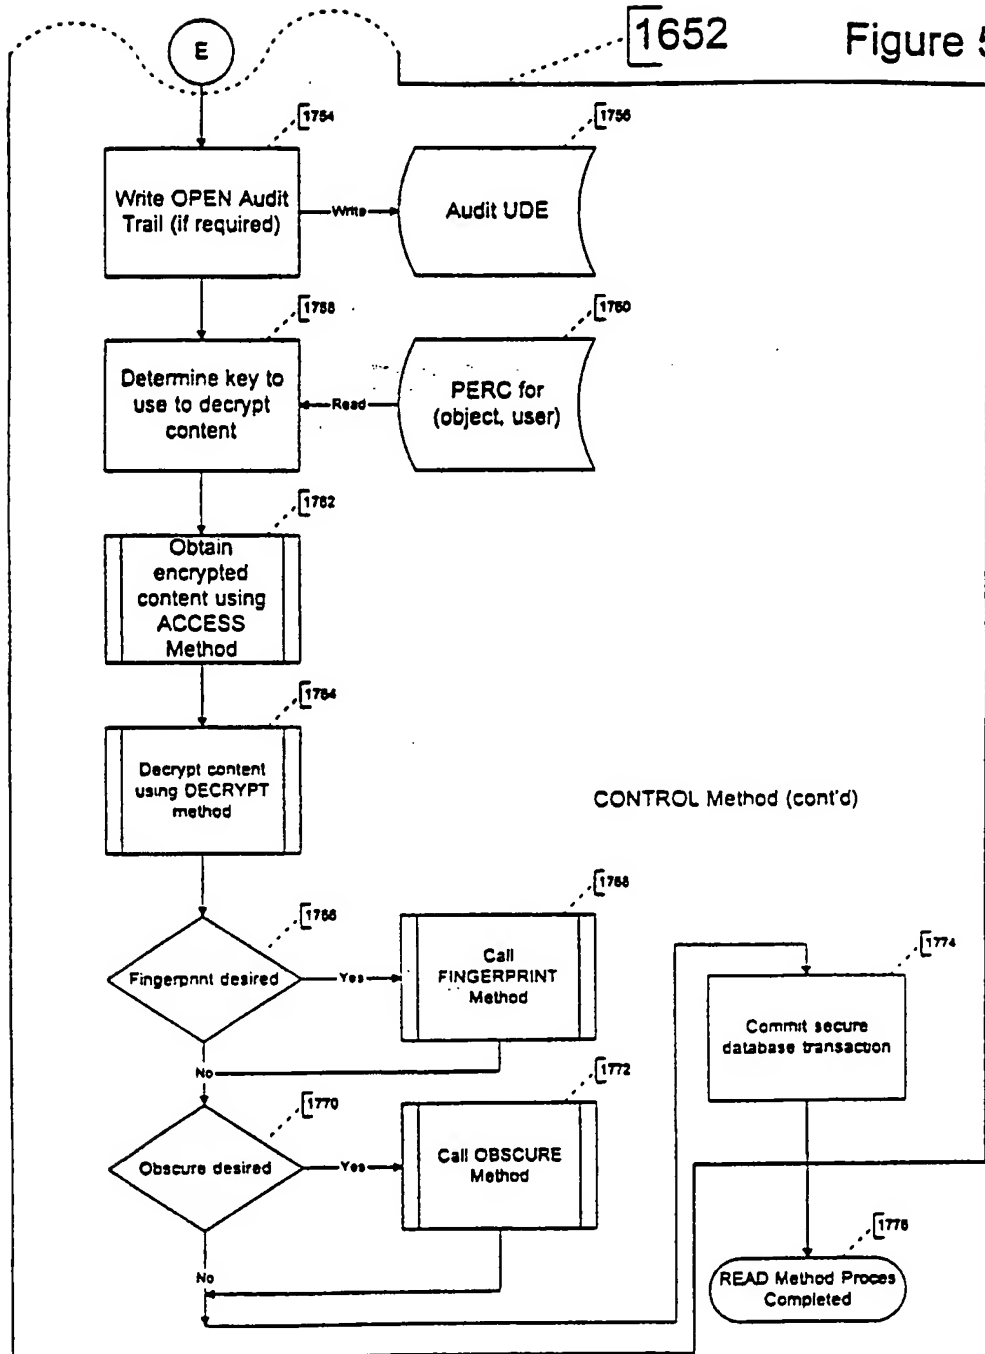 E
1652
Figure 5
1754
Write OPEN Audit
Trail (if required)
Write
1756
Audit UDE
1758
Determine key to
use to decrypt
content
Read
1760
PERC for
(object, user)
1762
Obtain
encrypted
content using
ACCESS
Method
1764
Decrypt content
using DECRYPT
method
CONTROL Method (cont'd)
1766
Fingerprint desired
Yes
1768
Call
FINGERPRINT
Method
No
1770
Obscure desired
Yes
1772
Call OBSCURE
Method
No
1774
Commit secure
database transaction
1776
READ Method Proces
Completed